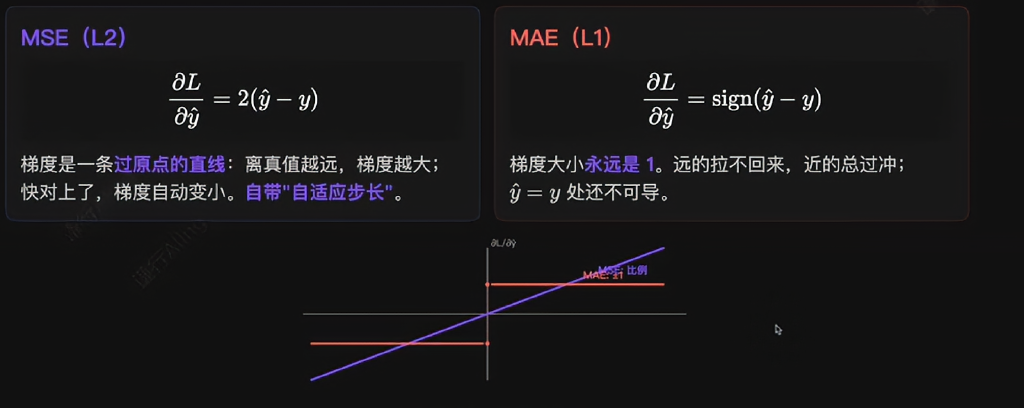 MSE（L2）
∂L/∂ŷ = 2(ŷ − y)
梯度是一条过原点的直线：离真值越远，梯度越大；
快对上了，梯度自动变小。自带"自适应步长"。
MAE（L1）
∂L/∂ŷ = sign(ŷ − y)
梯度大小永远是 1。远的拉不回来，近的总过冲；
ŷ = y 处还不可导。
∂L/∂ŷ
MSE: 比例
MAE: ±1